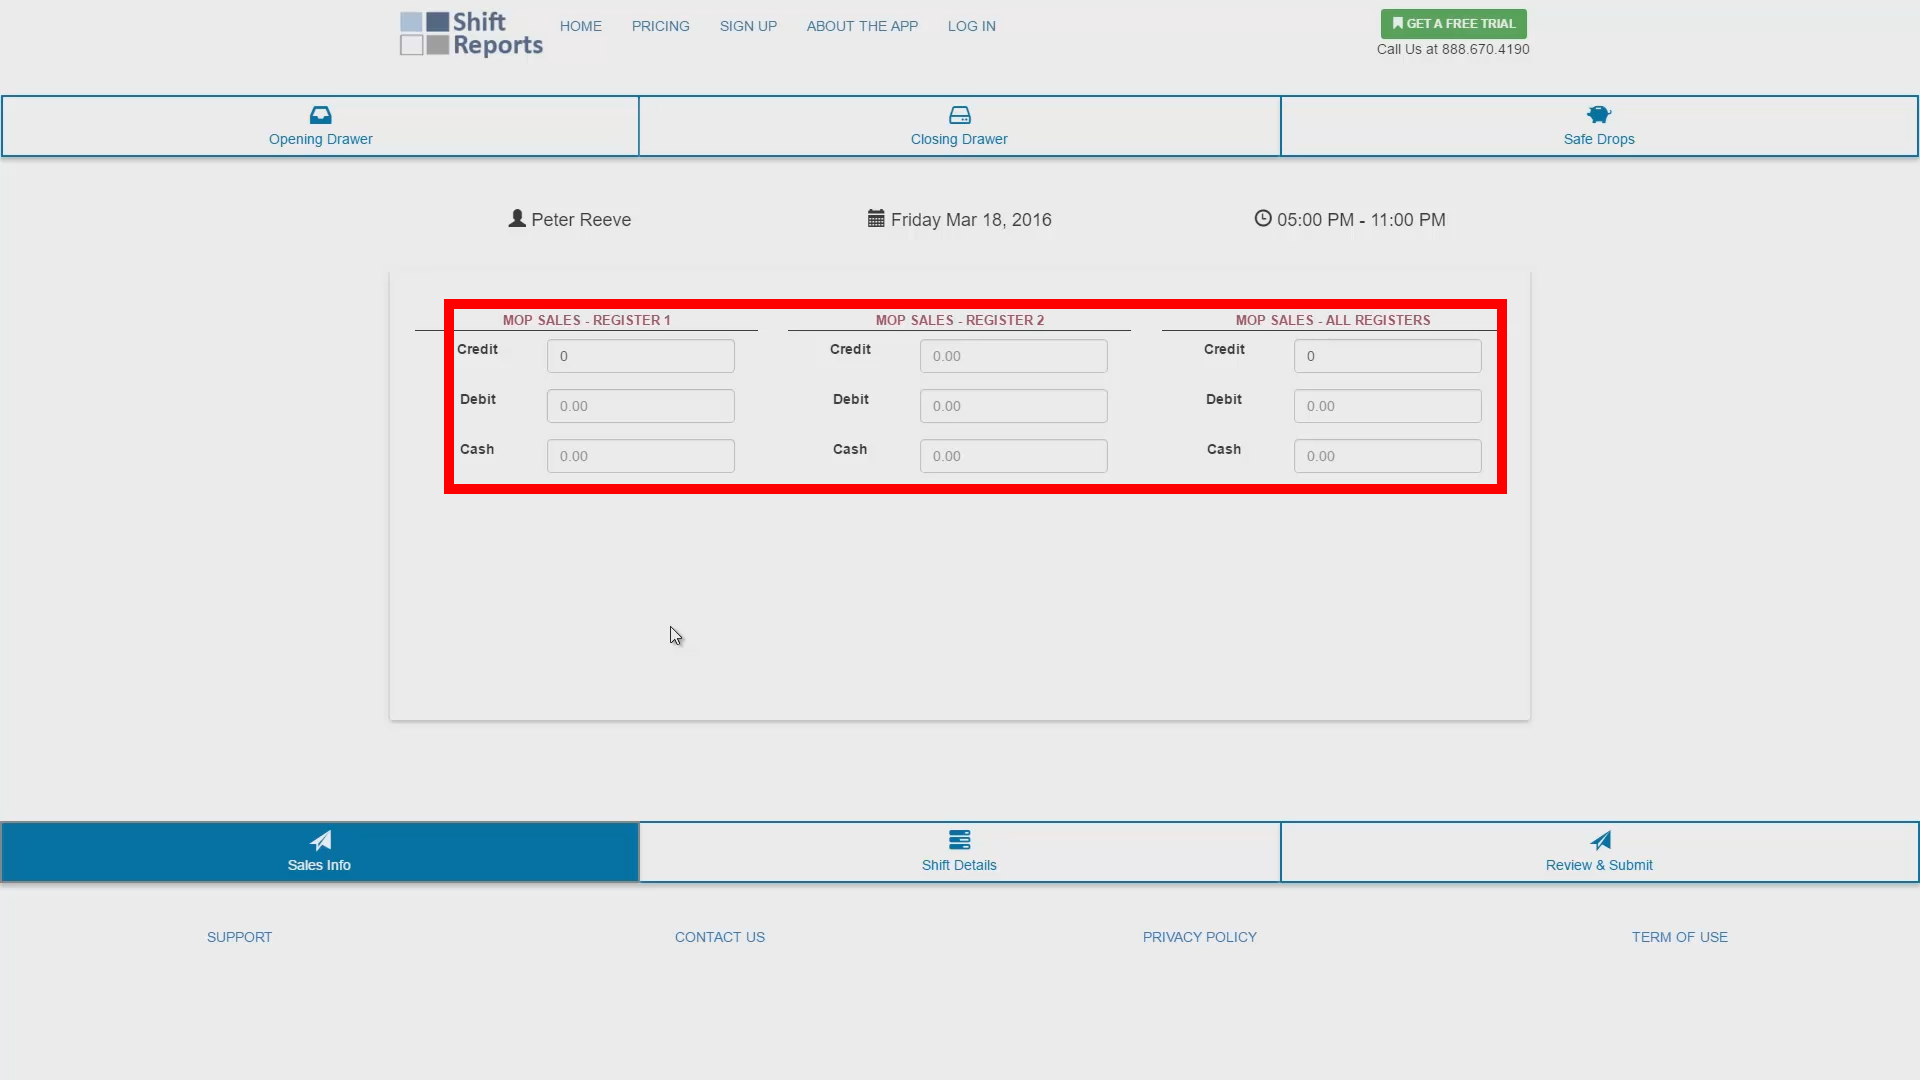 Shift Reports
HOME PRICING SIGN UP ABOUT THE APP LOG IN
GET A FREE TRIAL
Call Us at 888.670.4190
Opening Drawer Closing Drawer Safe Drops
Peter Reeve Friday Mar 18, 2016 05:00 PM - 11:00 PM
MOP SALES - REGISTER 1 MOP SALES - REGISTER 2 MOP SALES - ALL REGISTERS
Credit 0 Credit 0.00 Credit 0
Debit 0.00 Debit 0.00 Debit 0.00
Cash 0.00 Cash 0.00 Cash 0.00
Sales Info Shift Details Review & Submit
SUPPORT CONTACT US PRIVACY POLICY TERM OF USE